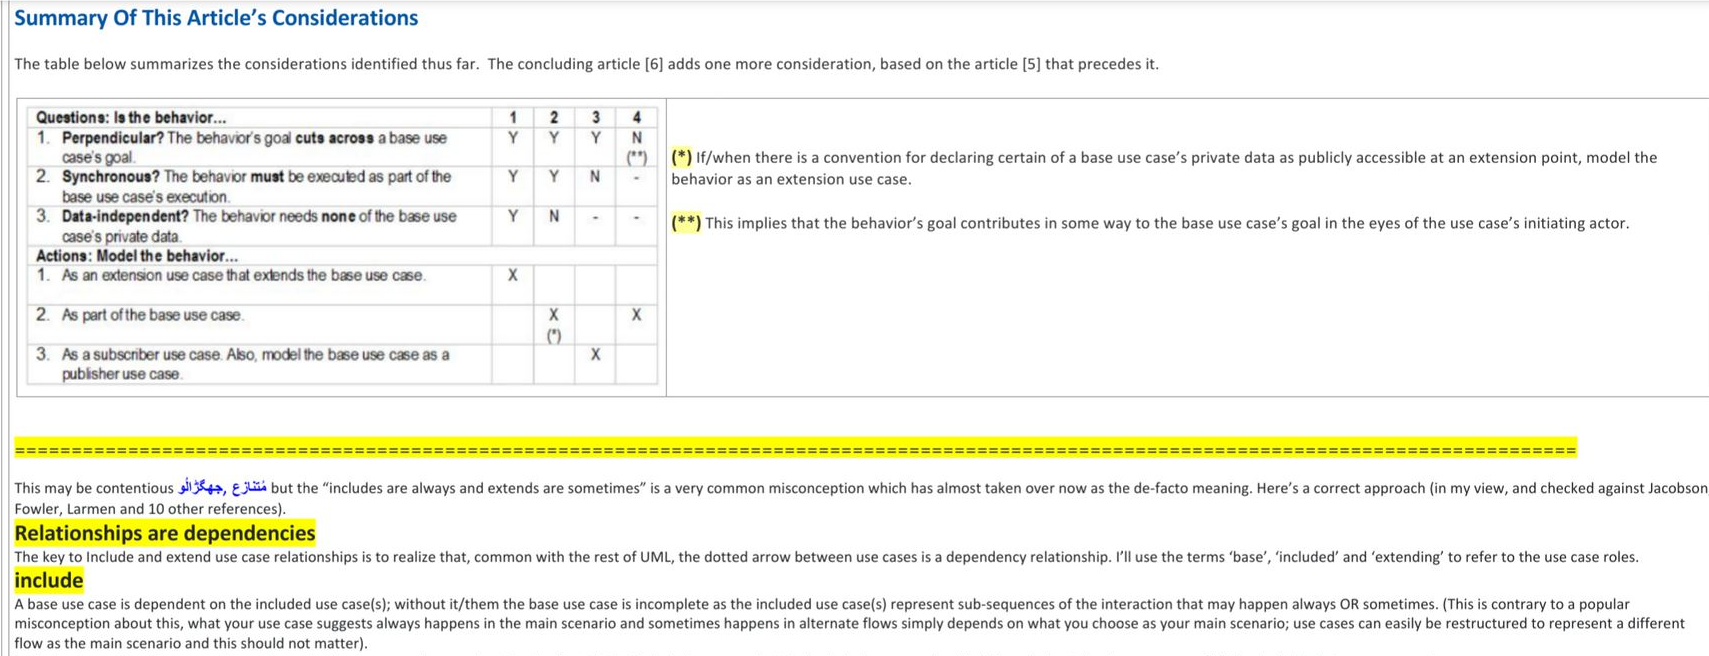 Summary Of This Article’s Considerations
The table below summarizes the considerations identified thus far.  The concluding article [6] adds one more consideration, based on the article [5] that precedes it.
Questions: Is the behavior... 1 2 3 4
1. Perpendicular? The behavior's goal cuts across a base use Y Y Y N
case's goal. (**)
2. Synchronous? The behavior must be executed as part of the Y Y N -
base use case's execution.
3. Data-independent? The behavior needs none of the base use Y N - -
case's private data.
Actions: Model the behavior...
1. As an extension use case that extends the base use case. X
2. As part of the base use case. X X
(*)
3. As a subscriber use case. Also, model the base use case as a X
publisher use case.
(*) If/when there is a convention for declaring certain of a base use case’s private data as publicly accessible at an extension point, model the
behavior as an extension use case.
(**) This implies that the behavior’s goal contributes in some way to the base use case’s goal in the eyes of the use case’s initiating actor.
This may be contentious مُتَنازِع ,جھگڑالُو but the “includes are always and extends are sometimes” is a very common misconception which has almost taken over now as the de-facto meaning. Here’s a correct approach (in my view, and checked against Jacobson
Fowler, Larmen and 10 other references).
Relationships are dependencies
The key to Include and extend use case relationships is to realize that, common with the rest of UML, the dotted arrow between use cases is a dependency relationship. I’ll use the terms ‘base’, ‘included’ and ‘extending’ to refer to the use case roles.
include
A base use case is dependent on the included use case(s); without it/them the base use case is incomplete as the included use case(s) represent sub-sequences of the interaction that may happen always OR sometimes. (This is contrary to a popular
misconception about this, what your use case suggests always happens in the main scenario and sometimes happens in alternate flows simply depends on what you choose as your main scenario; use cases can easily be restructured to represent a different
flow as the main scenario and this should not matter).